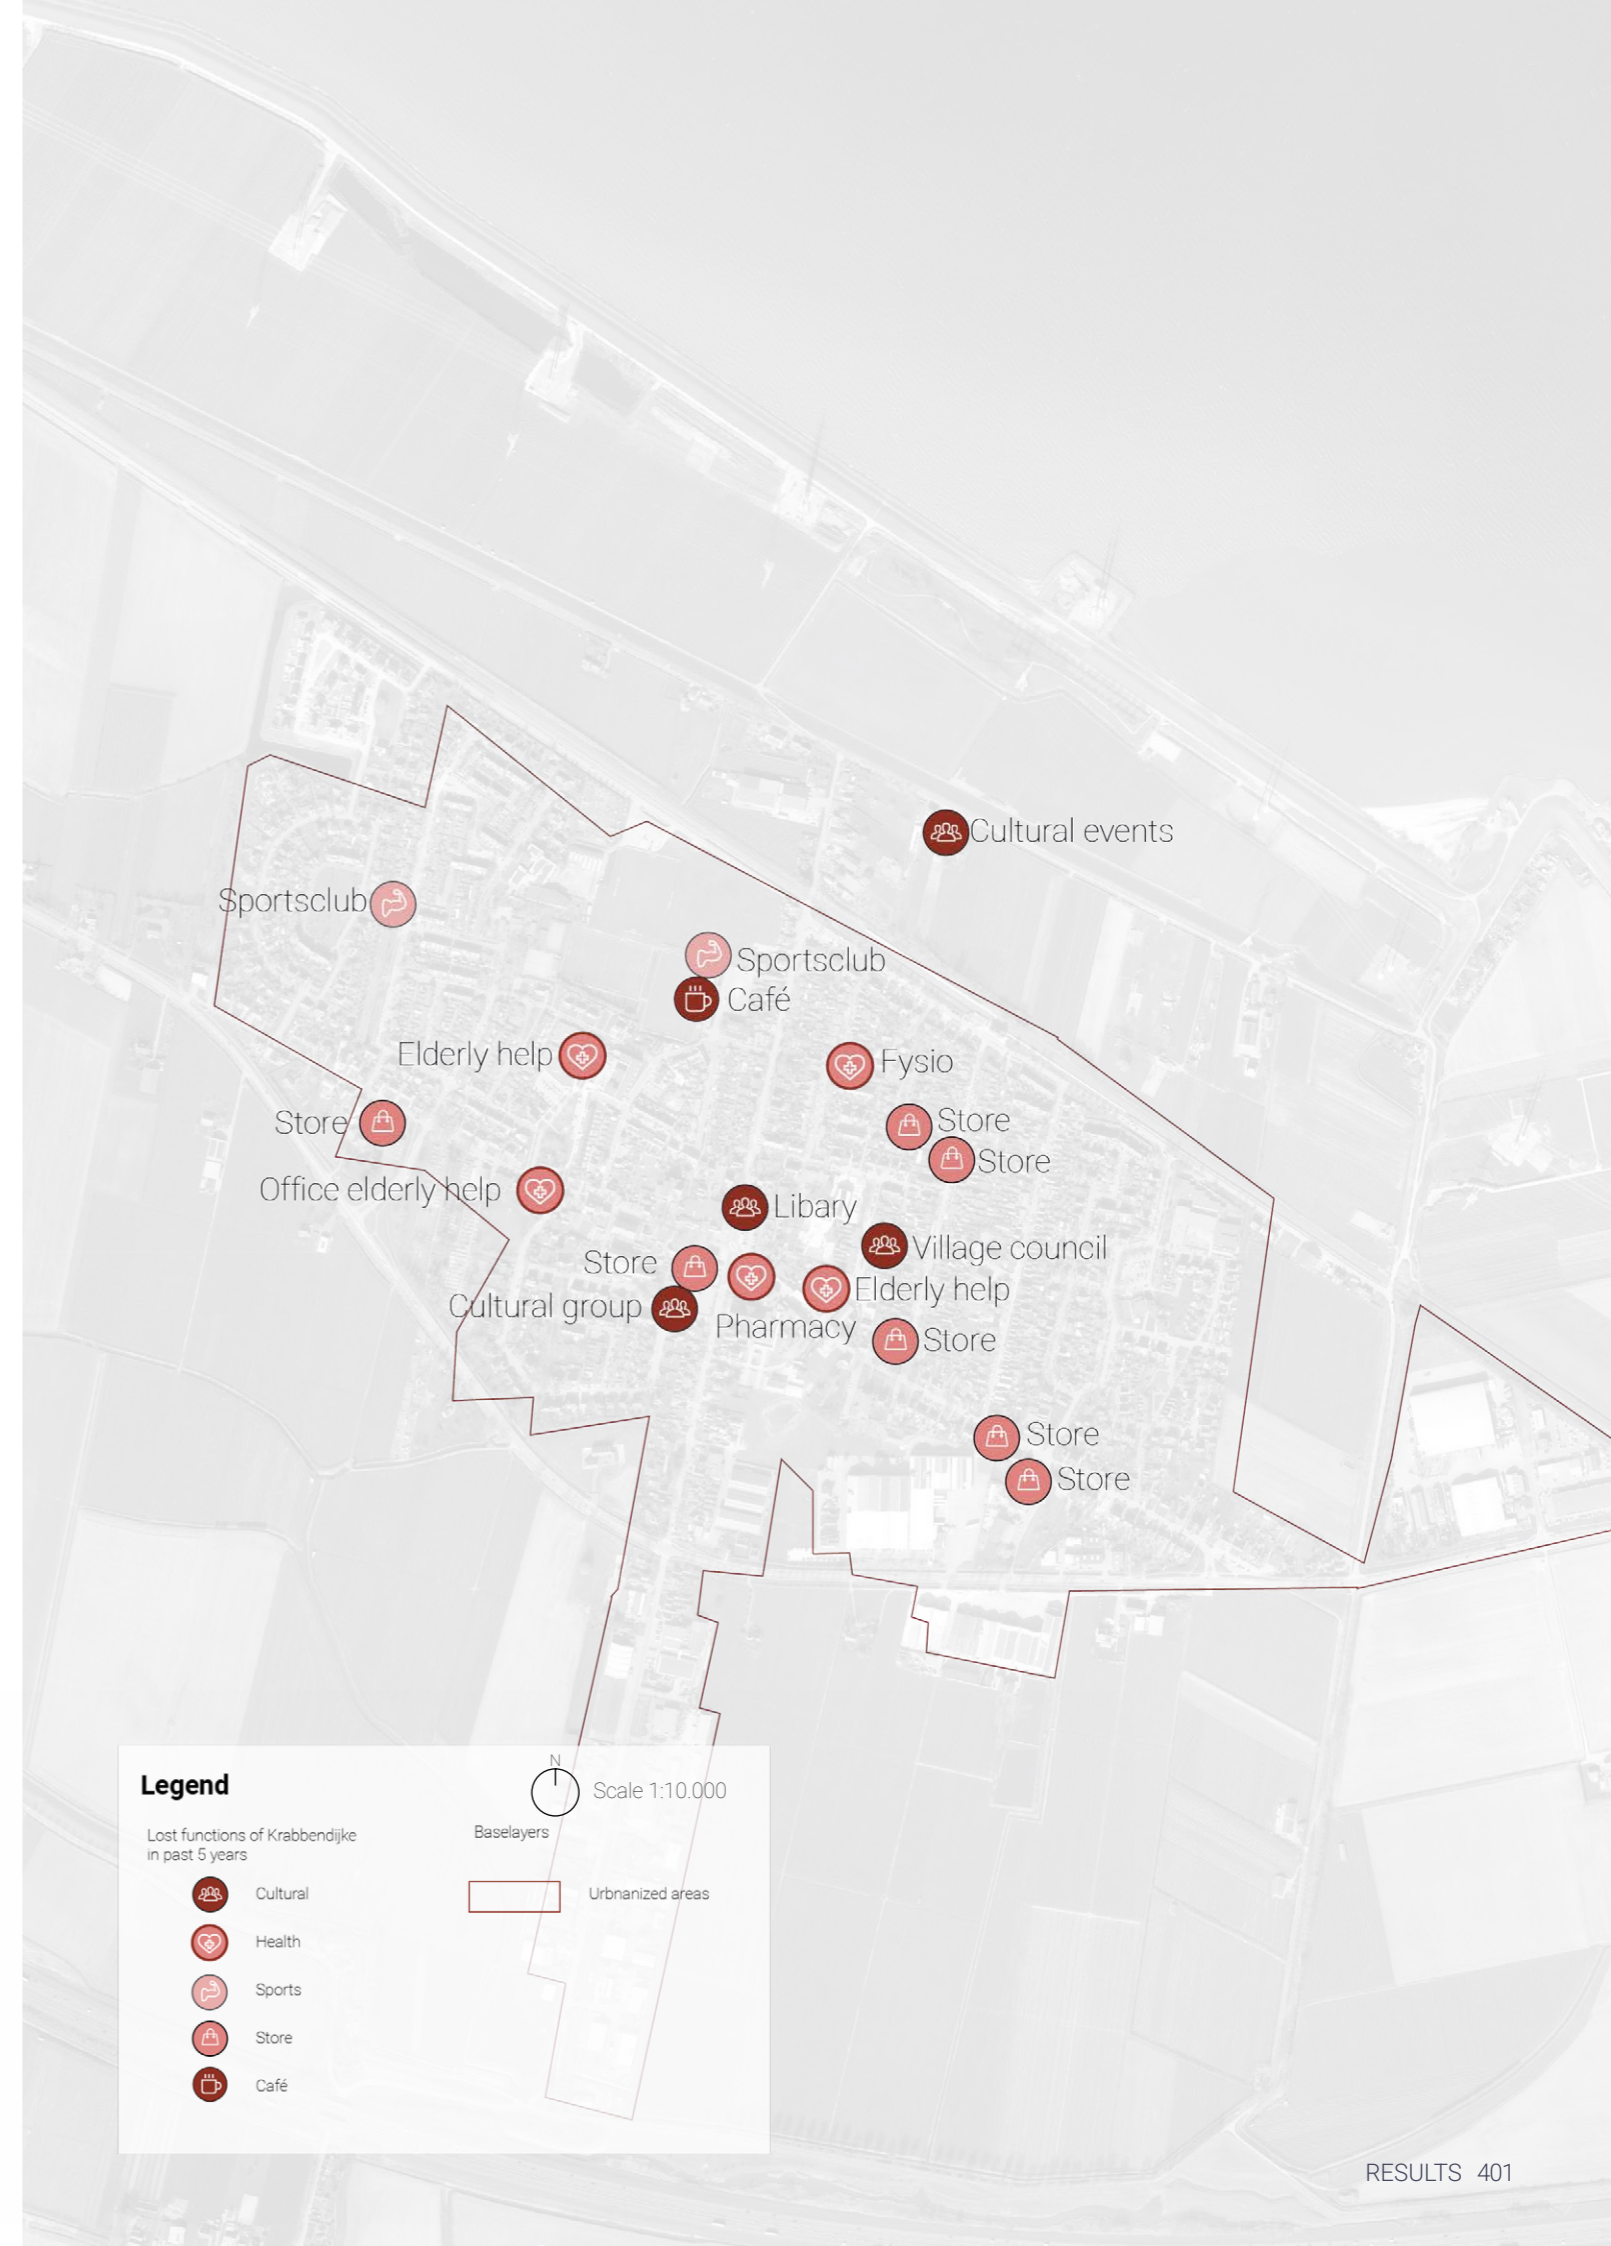 Cultural events
Sportsclub
Sportsclub
Café
Elderly help
Fysio
Store
Store
Store
Office elderly help
Libary
Village council
Store
Elderly help
Cultural group
Pharmacy
Store
Store
Store
Legend
N
Scale 1:10.000
Lost functions of Krabbendijke
in past 5 years
Baselayers
Cultural
Urbnanized areas
Health
Sports
Store
Café
RESULTS 401